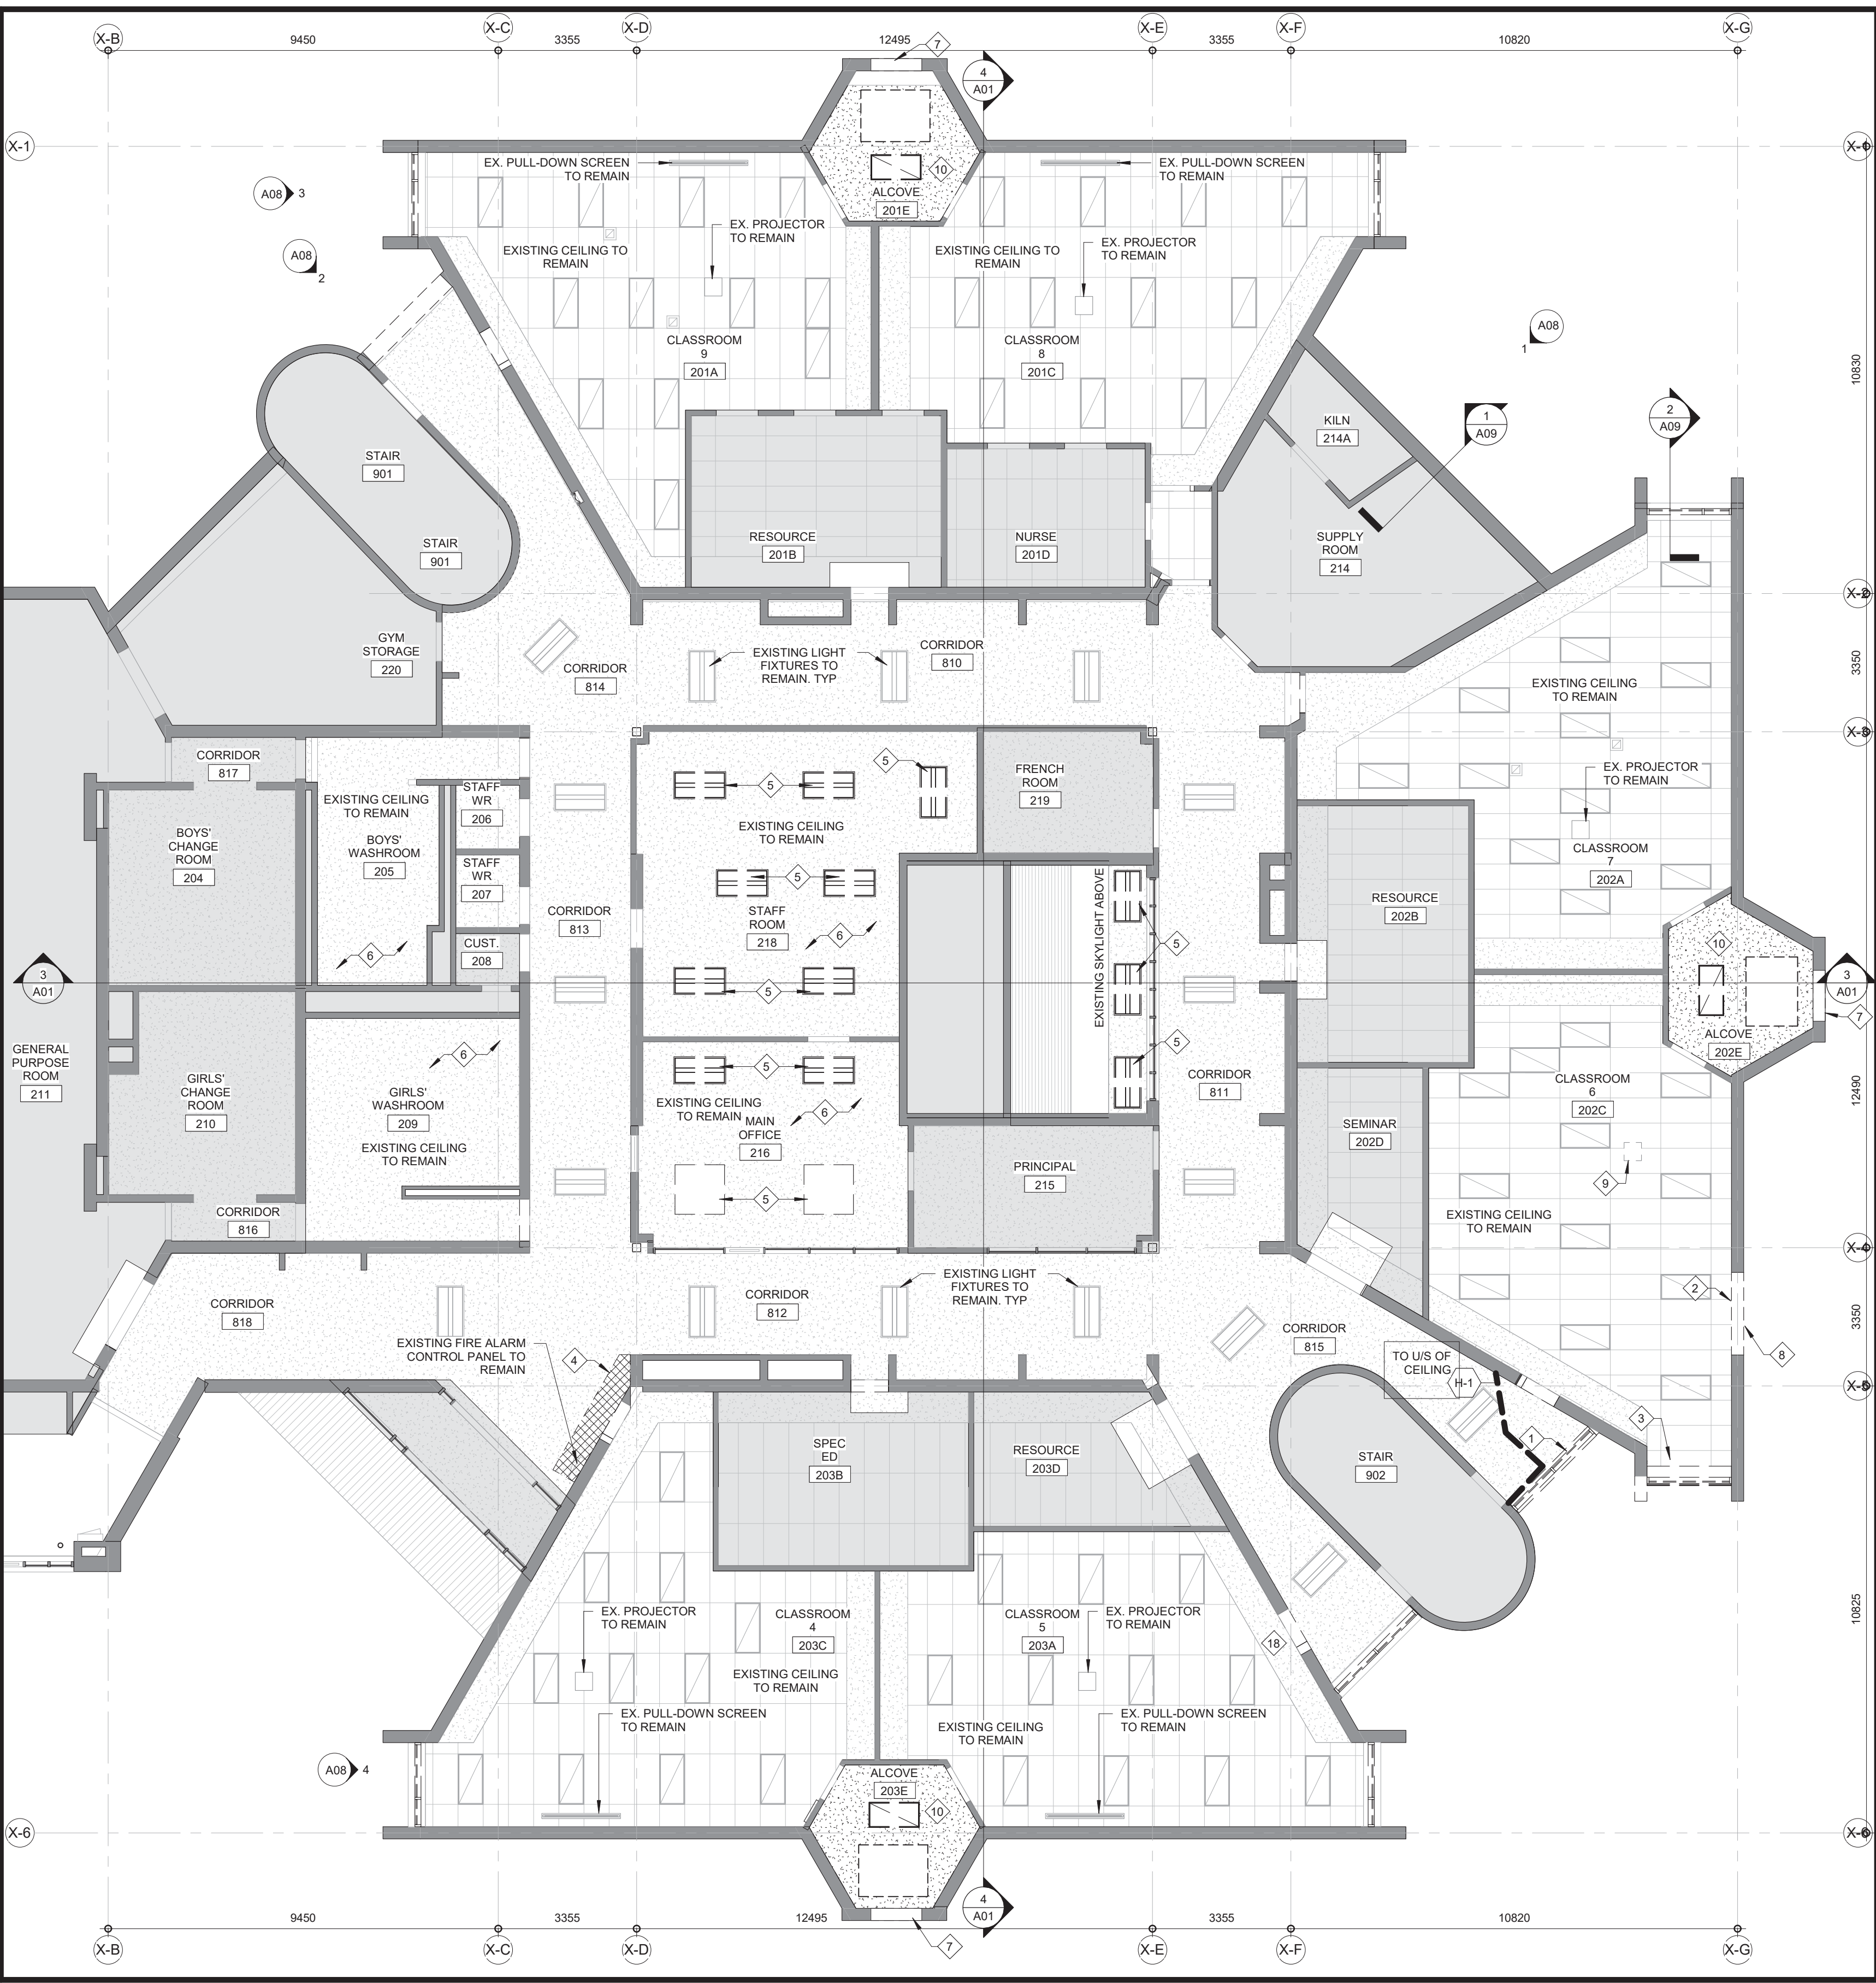 X-B
X-C
X-D
X-E
X-F
X-G
9450
3355
12495
3355
10820
7
4
A01
X-1
X-1
EX. PULL-DOWN SCREEN
TO REMAIN
EX. PULL-DOWN SCREEN
TO REMAIN
10
ALCOVE
201E
A08
3
A08
2
EX. PROJECTOR
TO REMAIN
EX. PROJECTOR
TO REMAIN
EXISTING CEILING TO
REMAIN
EXISTING CEILING TO
REMAIN
A08
1
CLASSROOM
9
201A
CLASSROOM
8
201C
10830
KILN
214A
1
A09
2
A09
STAIR
901
STAIR
901
RESOURCE
201B
NURSE
201D
SUPPLY
ROOM
214
X-2
GYM
STORAGE
220
CORRIDOR
814
EXISTING LIGHT
FIXTURES TO
REMAIN. TYP
CORRIDOR
810
3350
EXISTING CEILING
TO REMAIN
X-3
CORRIDOR
817
5
5
FRENCH
ROOM
219
EX. PROJECTOR
TO REMAIN
EXISTING CEILING
TO REMAIN
STAFF
WR
206
EXISTING CEILING
TO REMAIN
BOYS'
CHANGE
ROOM
204
BOYS'
WASHROOM
205
STAFF
WR
207
5
CLASSROOM
7
202A
CORRIDOR
813
STAFF
ROOM
218
6
EXISTING SKYLIGHT ABOVE
5
RESOURCE
202B
CUST.
208
6
5
10
3
A01
3
A01
7
ALCOVE
202E
GENERAL
PURPOSE
ROOM
211
GIRLS'
CHANGE
ROOM
210
6
GIRLS'
WASHROOM
209
EXISTING CEILING
TO REMAIN
5
EXISTING CEILING
TO REMAIN
6
MAIN
OFFICE
216
5
5
CORRIDOR
811
CLASSROOM
6
202C
12490
SEMINAR
202D
PRINCIPAL
215
9
EXISTING CEILING
TO REMAIN
CORRIDOR
816
X-4
CORRIDOR
818
CORRIDOR
812
EXISTING LIGHT
FIXTURES TO
REMAIN. TYP
2
8
3350
CORRIDOR
815
EXISTING FIRE ALARM
CONTROL PANEL TO
REMAIN
4
TO U/S OF
CEILING
H-1
X-5
3
1
SPEC
ED
203B
RESOURCE
203D
STAIR
902
EX. PROJECTOR
TO REMAIN
CLASSROOM
4
203C
CLASSROOM
5
203A
EX. PROJECTOR
TO REMAIN
18
10825
EXISTING CEILING
TO REMAIN
EX. PULL-DOWN SCREEN
TO REMAIN
EXISTING CEILING
TO REMAIN
EX. PULL-DOWN SCREEN
TO REMAIN
A08
4
ALCOVE
203E
10
X-6
X-6
4
A01
7
9450
3355
12495
3355
10820
X-B
X-C
X-D
X-E
X-F
X-G